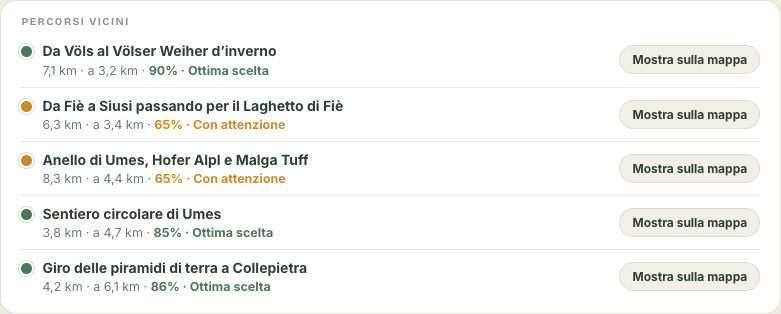 PERCORSI VICINI
Da Völs al Völser Weiher d’inverno
7,1 km · a 3,2 km · 90% · Ottima scelta
Mostra sulla mappa
Da Fiè a Siusi passando per il Laghetto di Fiè
6,3 km · a 3,4 km · 65% · Con attenzione
Mostra sulla mappa
Anello di Umes, Hofer Alpl e Malga Tuff
8,3 km · a 4,4 km · 65% · Con attenzione
Mostra sulla mappa
Sentiero circolare di Umes
3,8 km · a 4,7 km · 85% · Ottima scelta
Mostra sulla mappa
Giro delle piramidi di terra a Collepietra
4,2 km · a 6,1 km · 86% · Ottima scelta
Mostra sulla mappa